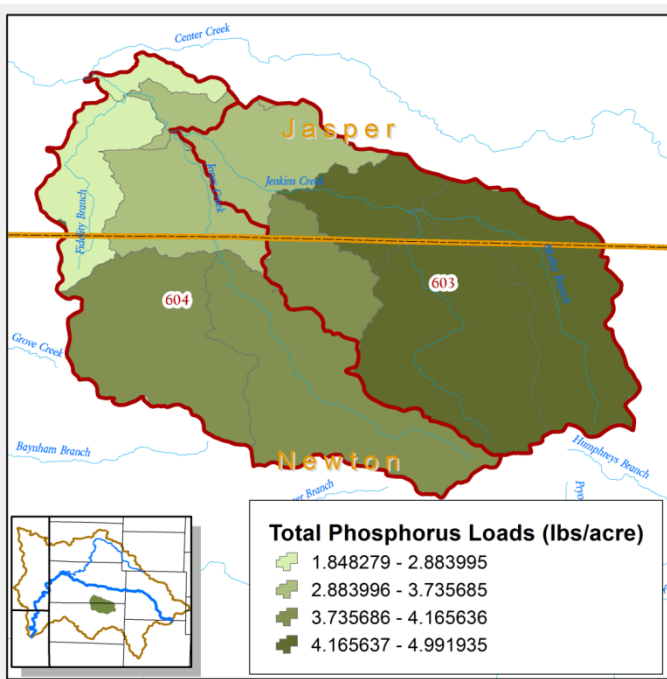 Center Creek
Jasper
Jones Creek
Jenkins Creek
Fidelity Branch
604
603
Grove Creek
Newton
Baynham Branch
Humphreys Branch
Branch
Total Phosphorus Loads (lbs/acre)
1.848279 - 2.883995
2.883996 - 3.735685
3.735686 - 4.165636
4.165637 - 4.991935